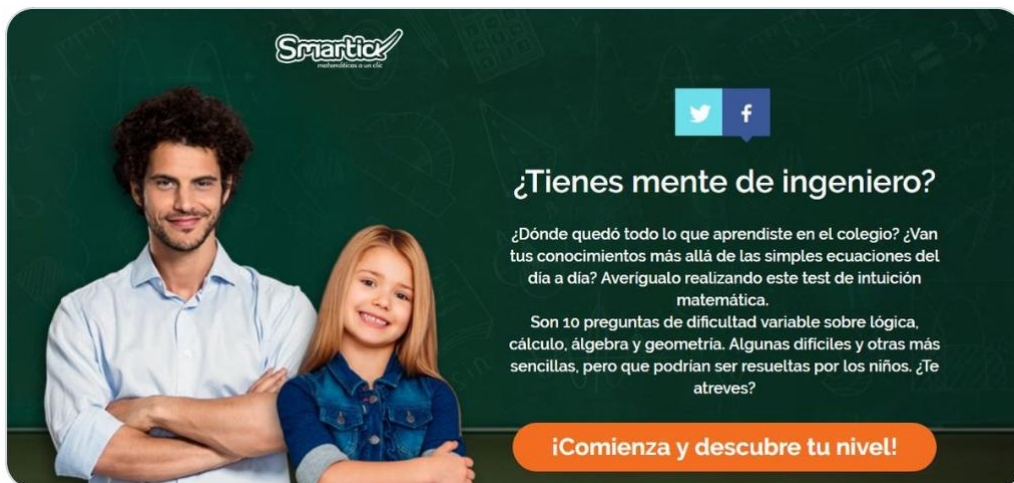 Smartick
matemáticas a un clic
¿Tienes mente de ingeniero?
¿Dónde quedó todo lo que aprendiste en el colegio? ¿Van
tus conocimientos más allá de las simples ecuaciones del
día a día? Averígualo realizando este test de intuición
matemática.
Son 10 preguntas de dificultad variable sobre lógica,
cálculo, álgebra y geometría. Algunas difíciles y otras más
sencillas, pero que podrían ser resueltas por los niños. ¿Te
atreves?
¡Comienza y descubre tu nivel!